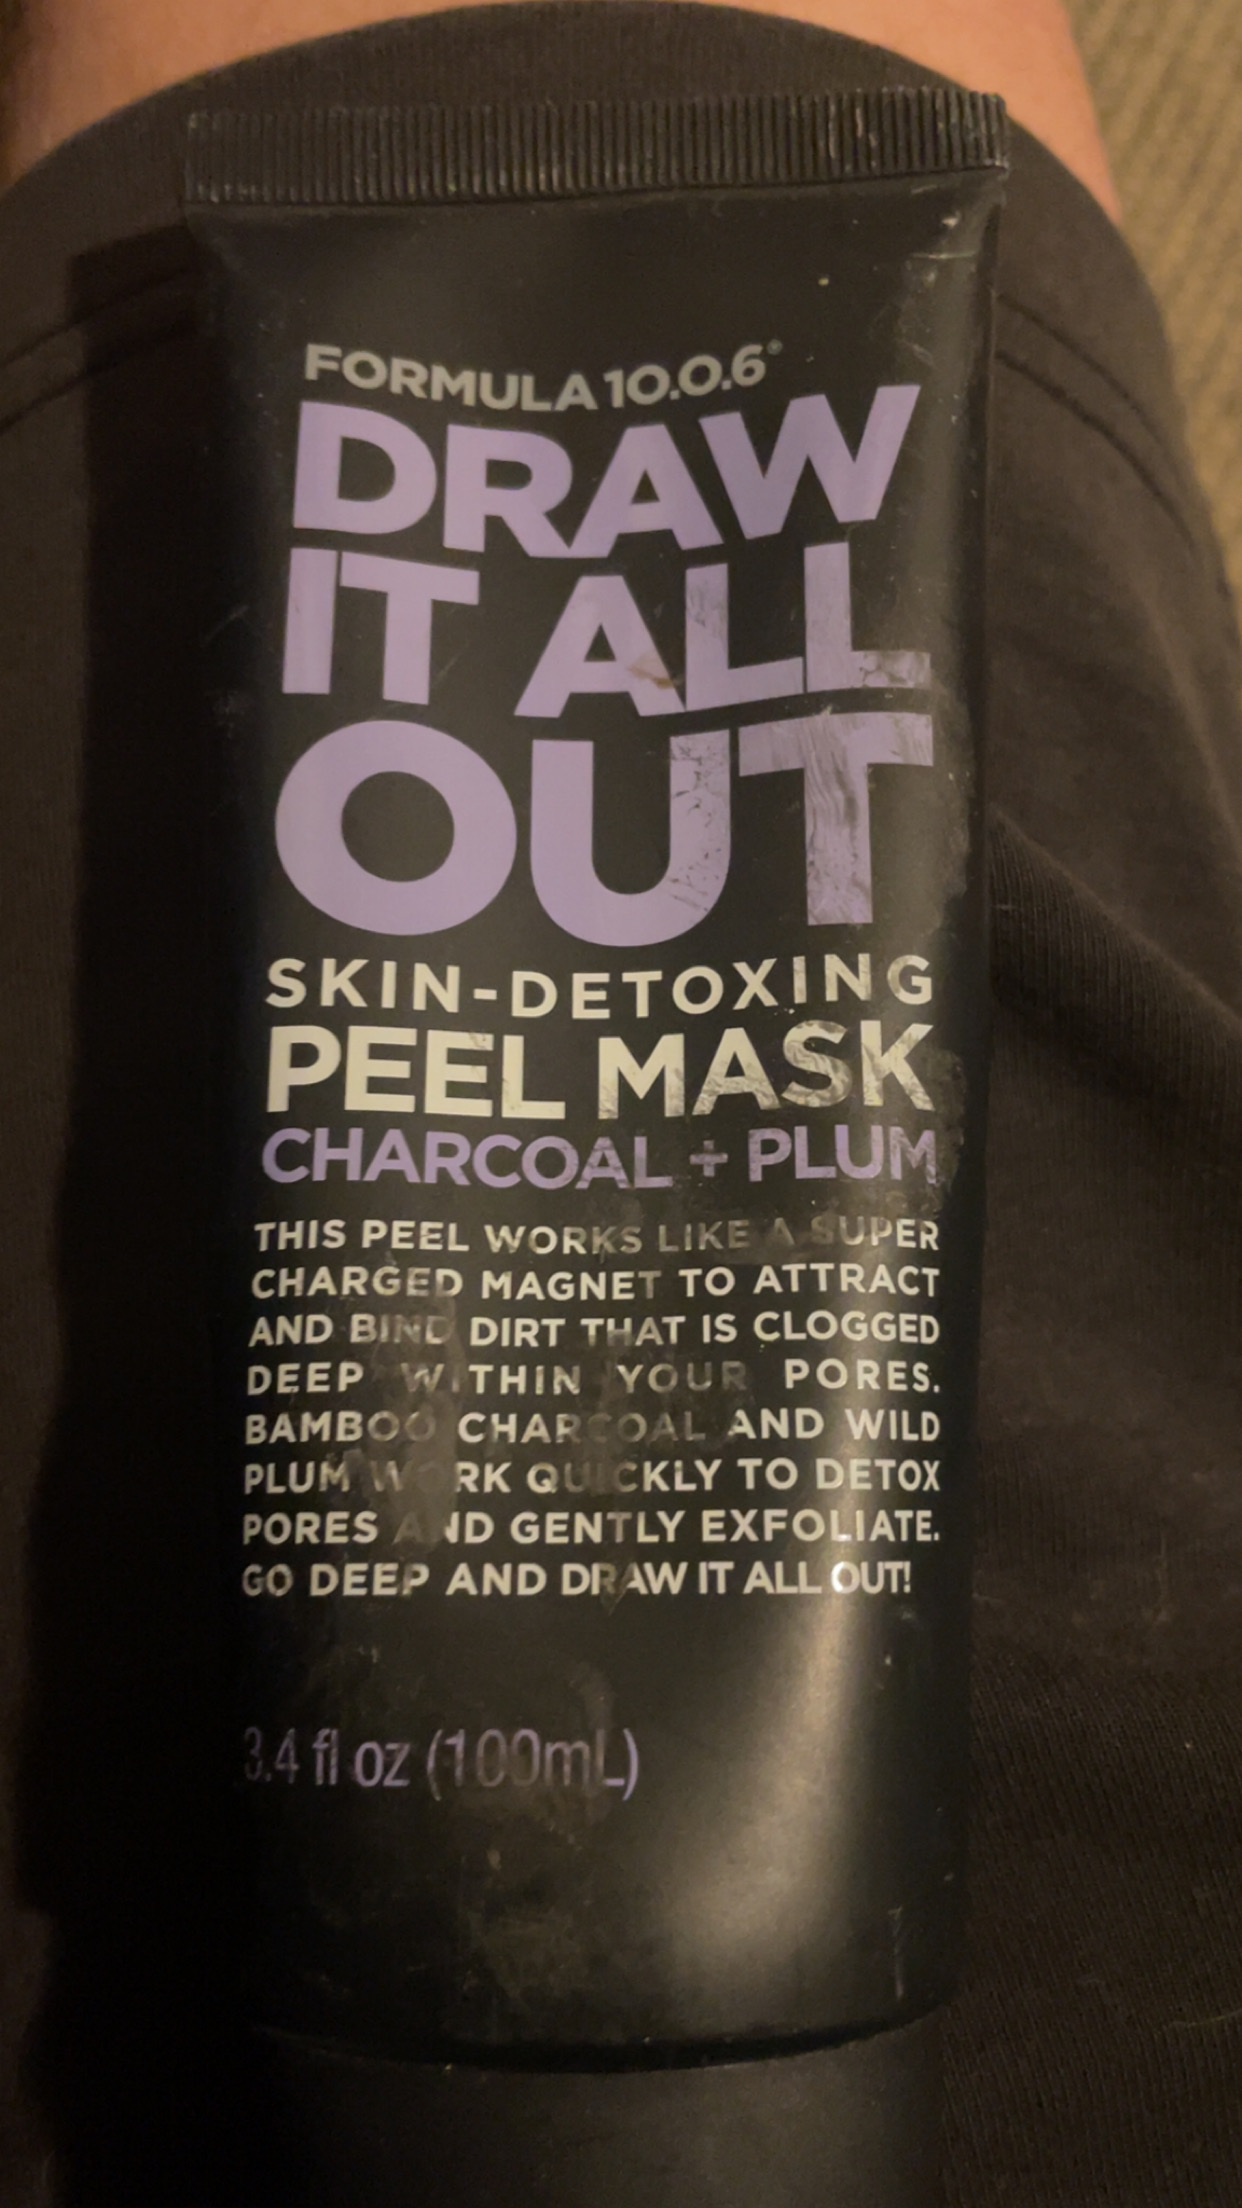 FORMULA 10.0.6®
DRAW
IT ALL
OUT
SKIN-DETOXING
PEEL MASK
CHARCOAL + PLUM
THIS PEEL WORKS LIKE A SUPER
CHARGED MAGNET TO ATTRACT
AND BIND DIRT THAT IS CLOGGED
DEEP WITHIN YOUR PORES.
BAMBOO CHARCOAL AND WILD
PLUM WORK QUICKLY TO DETOX
PORES AND GENTLY EXFOLIATE.
GO DEEP AND DRAW IT ALL OUT!
3.4 fl oz (100mL)